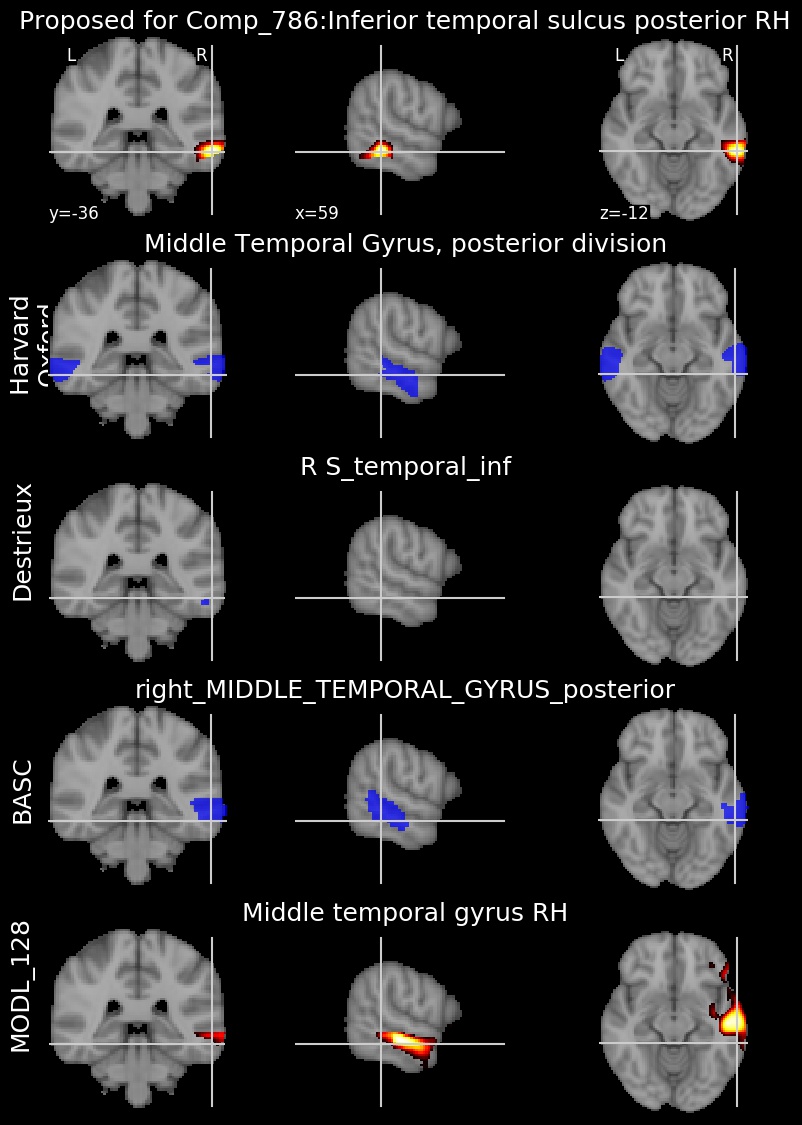 Proposed for Comp_786:Inferior temporal sulcus posterior RH
L R L R
y=-36 x=59 z=-12
Middle Temporal Gyrus, posterior division
Harvard
Oxford
R S_temporal_inf
Destrieux
right_MIDDLE_TEMPORAL_GYRUS_posterior
BASC
Middle temporal gyrus RH
MODL_128